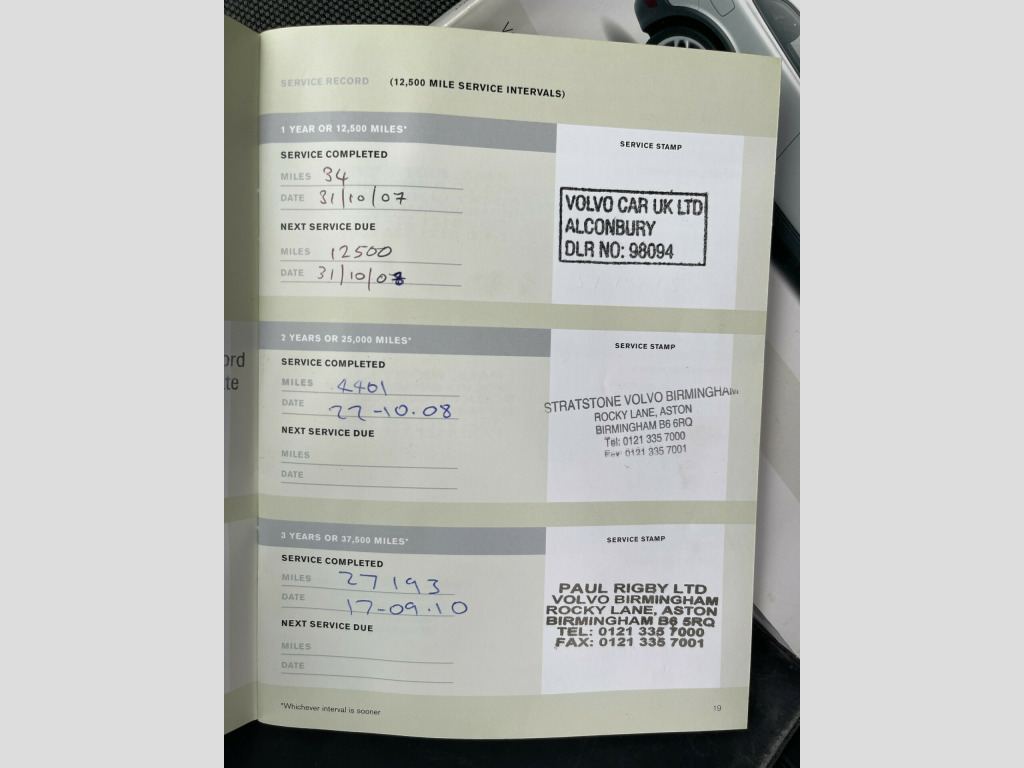 SERVICE RECORD (12,500 MILE SERVICE INTERVALS)
1 YEAR OR 12,500 MILES*
SERVICE STAMP
SERVICE COMPLETED
MILES 34
DATE 31/10/07
NEXT SERVICE DUE
MILES 12500
DATE 31/10/08
VOLVO CAR UK LTD
ALCONBURY
DLR NO: 98094
2 YEARS OR 25,000 MILES*
SERVICE STAMP
SERVICE COMPLETED
MILES 4401
DATE 22-10.08
NEXT SERVICE DUE
MILES
DATE
STRATSTONE VOLVO BIRMINGHAM
ROCKY LANE, ASTON
BIRMINGHAM B6 6RQ
Tel: 0121 335 7000
Fax: 0121 335 7001
3 YEARS OR 37,500 MILES*
SERVICE STAMP
SERVICE COMPLETED
MILES 27193
DATE 17-09.10
NEXT SERVICE DUE
MILES
DATE
PAUL RIGBY LTD
VOLVO BIRMINGHAM
ROCKY LANE, ASTON
BIRMINGHAM B6 5RQ
TEL: 0121 335 7000
FAX: 0121 335 7001
*Whichever interval is sooner
19